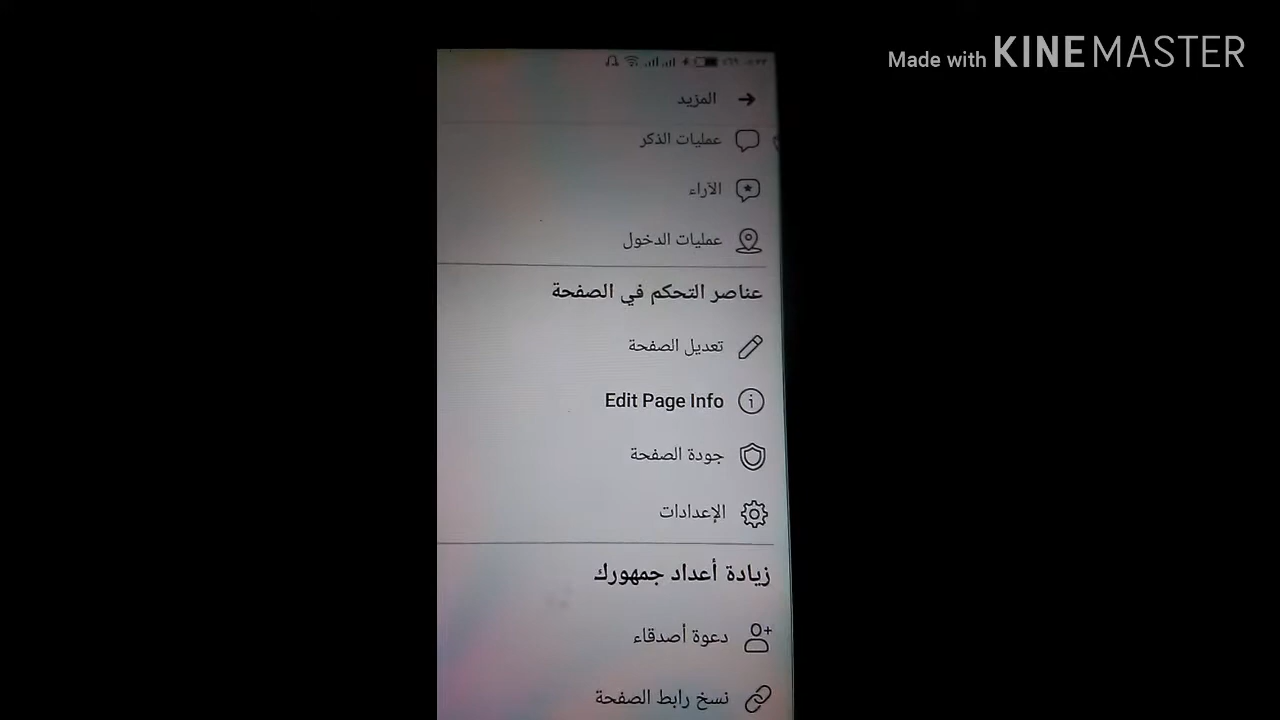 Made with KINEMASTER
المزيد
عمليات الذكر
الآراء
عمليات الدخول
عناصر التحكم في الصفحة
تعديل الصفحة
Edit Page Info
جودة الصفحة
الإعدادات
زيادة أعداد جمهورك
دعوة أصدقاء
نسخ رابط الصفحة